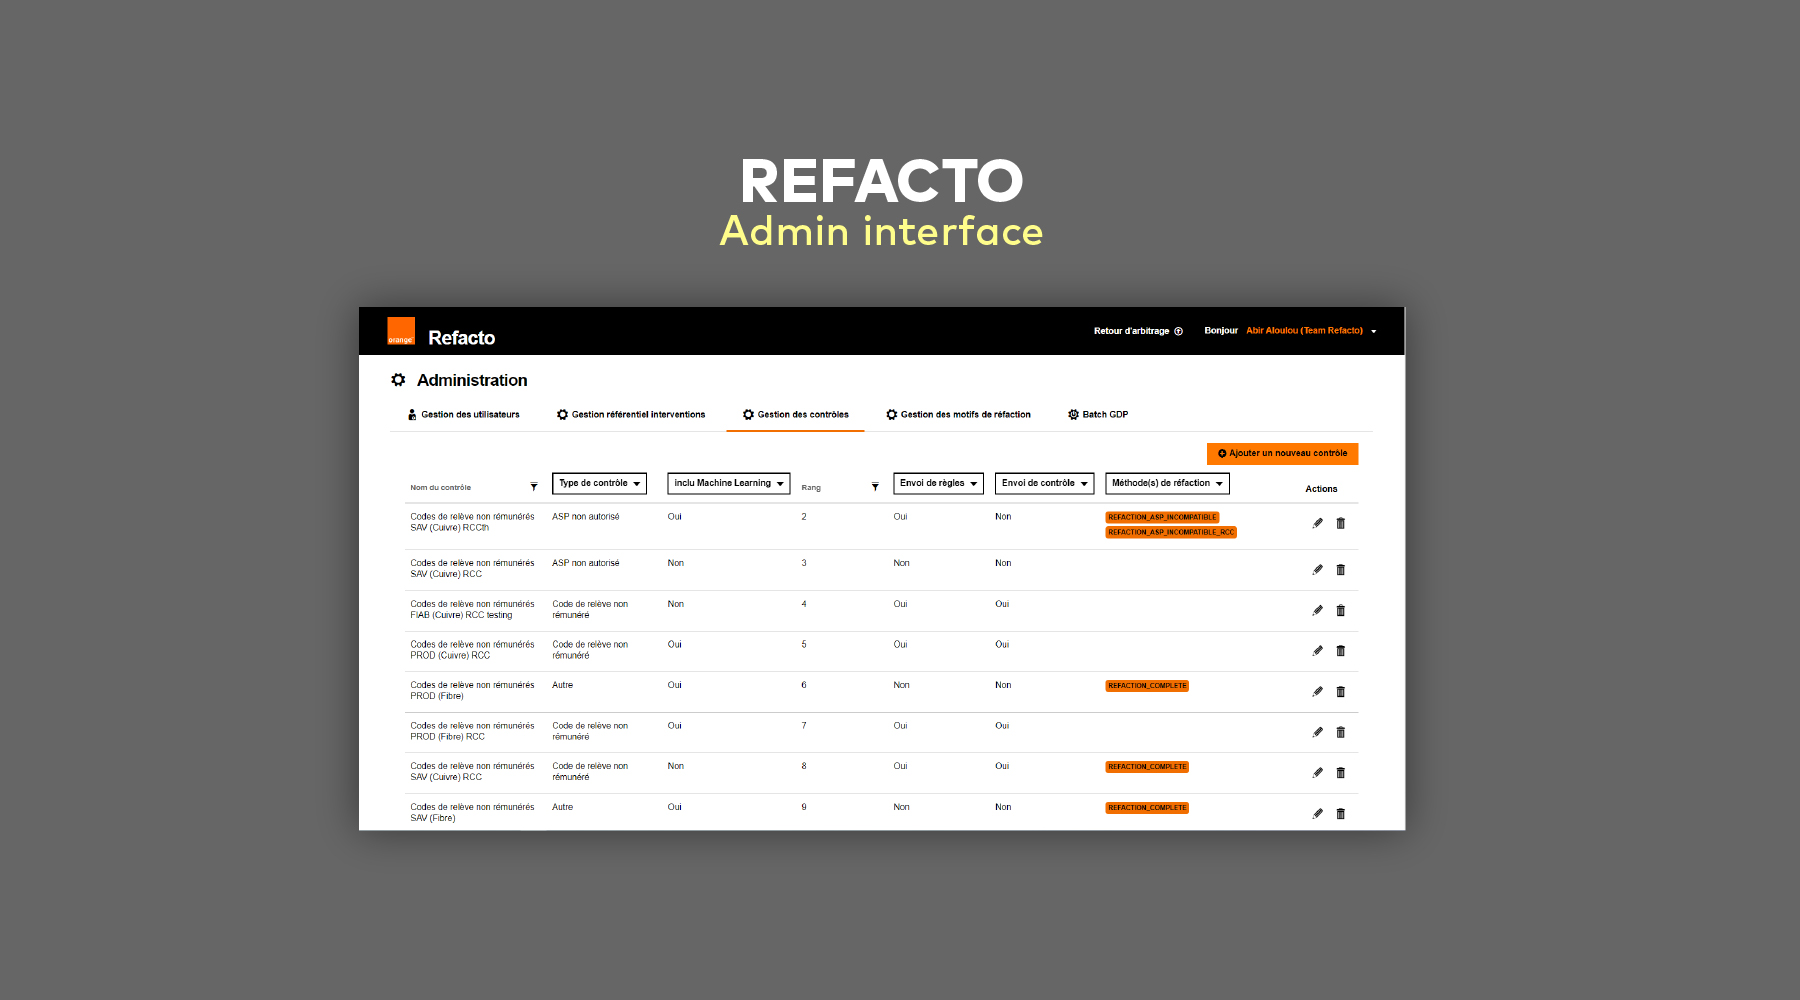 REFACTO
Admin interface
orange
Refacto
Retour d'arbitrage
Bonjour Abir Aloulou (Team Refacto)
Administration
Gestion des utilisateurs
Gestion référentiel interventions
Gestion des contrôles
Gestion des motifs de réfaction
Batch GDP
Ajouter un nouveau contrôle
Nom du contrôle
Type de contrôle
inclu Machine Learning
Rang
Envoi de règles
Envoi de contrôle
Méthode(s) de réfaction
Actions
Codes de relève non rémunérés
SAV (Cuivre) RCCth
ASP non autorisé
Oui
2
Oui
Non
REFACTION_ASP_INCOMPATIBLE
REFACTION_ASP_INCOMPATIBLE_RCC
Codes de relève non rémunérés
SAV (Cuivre) RCC
ASP non autorisé
Non
3
Non
Non
Codes de relève non rémunérés
FIAB (Cuivre) RCC testing
Code de relève non
rémunéré
Non
4
Oui
Oui
Codes de relève non rémunérés
PROD (Cuivre) RCC
Code de relève non
rémunéré
Oui
5
Oui
Oui
Codes de relève non rémunérés
PROD (Fibre)
Autre
Oui
6
Non
Non
REFACTION_COMPLETE
Codes de relève non rémunérés
PROD (Fibre) RCC
Code de relève non
rémunéré
Oui
7
Oui
Oui
Codes de relève non rémunérés
SAV (Cuivre) RCC
Code de relève non
rémunéré
Non
8
Oui
Oui
REFACTION_COMPLETE
Codes de relève non rémunérés
SAV (Fibre)
Autre
Oui
9
Non
Non
REFACTION_COMPLETE